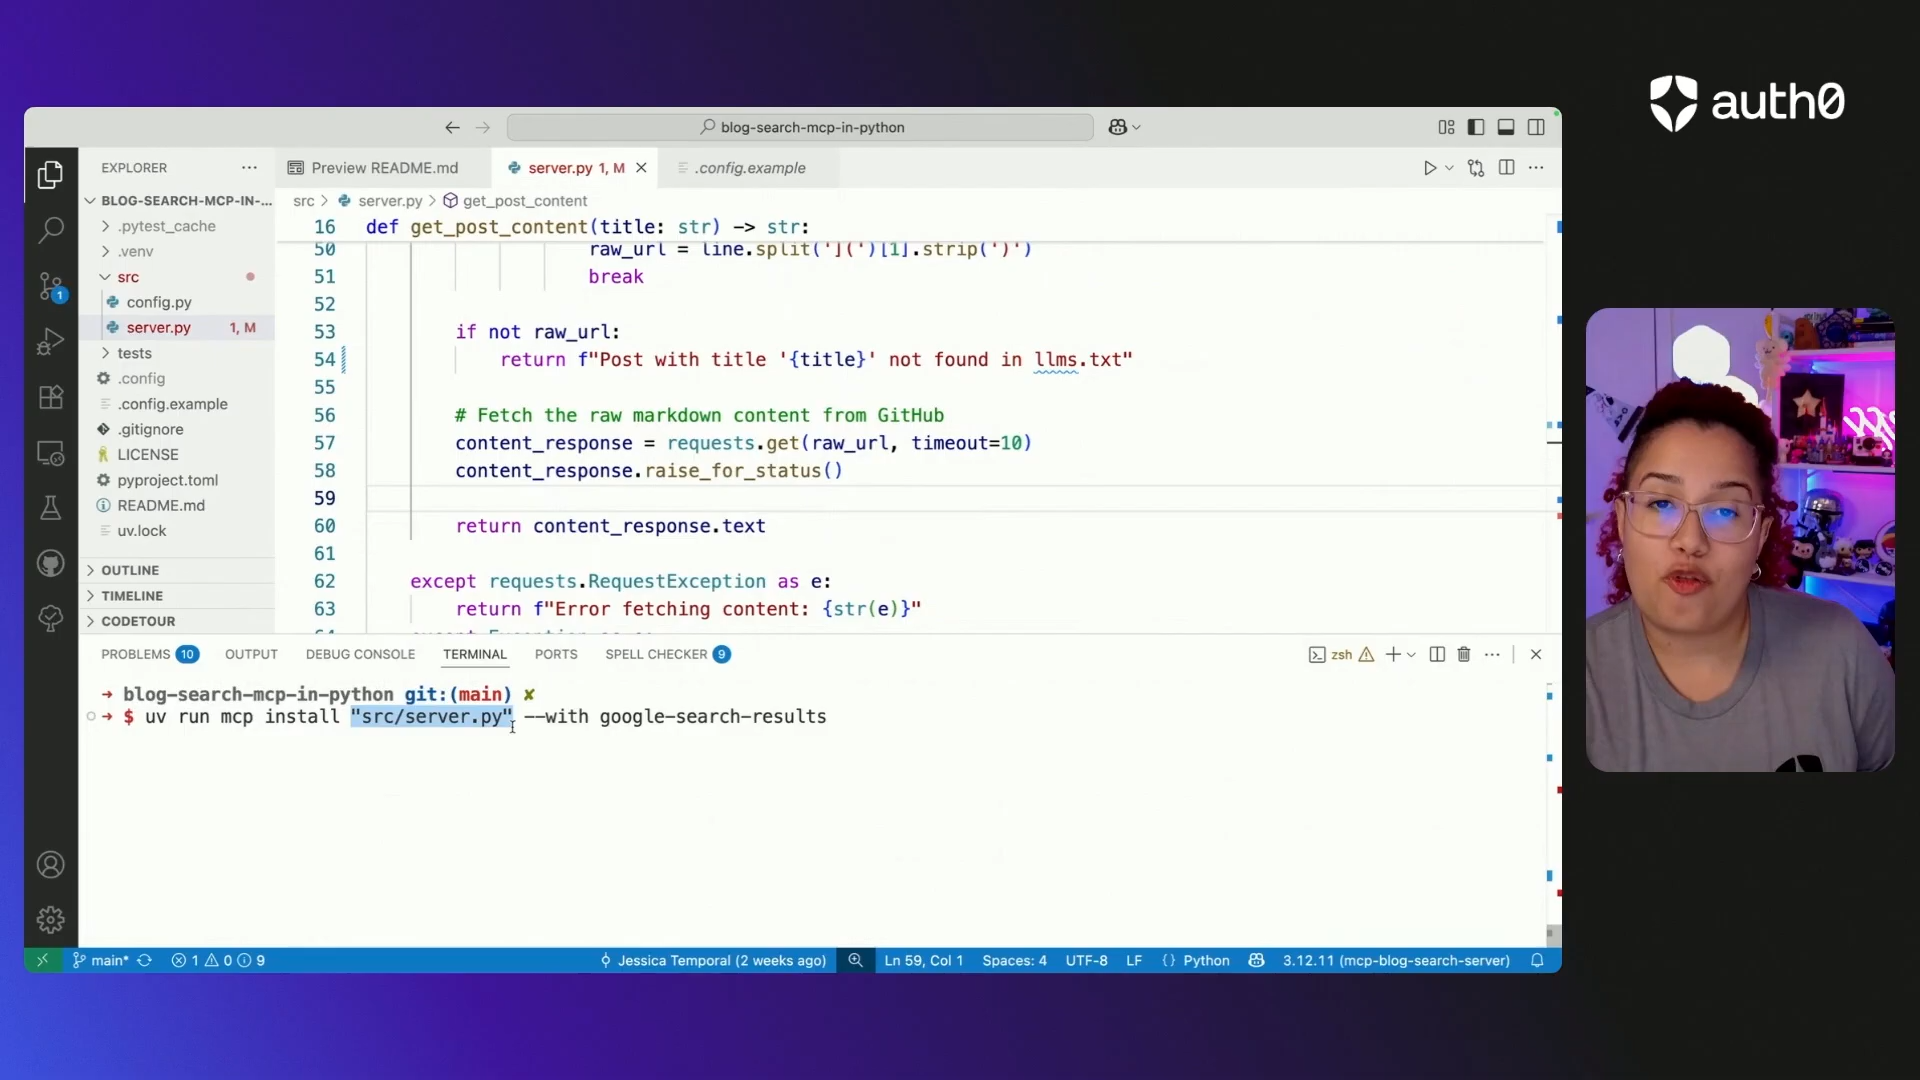 auth0
blog-search-mcp-in-python
EXPLORER
Preview README.md
server.py 1, M
.config.example
BLOG-SEARCH-MCP-IN-...
.pytest_cache
.venv
src
config.py
server.py 1, M
tests
.config
.config.example
.gitignore
LICENSE
pyproject.toml
README.md
uv.lock
OUTLINE
TIMELINE
CODETOUR
src > server.py > get_post_content
16 def get_post_content(title: str) -> str:
50 raw_url = line.split('](')[1].strip(')')
51 break
52
53 if not raw_url:
54 return f"Post with title '{title}' not found in llms.txt"
55
56 # Fetch the raw markdown content from GitHub
57 content_response = requests.get(raw_url, timeout=10)
58 content_response.raise_for_status()
59
60 return content_response.text
61
62 except requests.RequestException as e:
63 return f"Error fetching content: {str(e)}"
PROBLEMS 10 OUTPUT DEBUG CONSOLE TERMINAL PORTS SPELL CHECKER 9
zsh
→ blog-search-mcp-in-python git:(main) ✘
→ $ uv run mcp install "src/server.py" --with google-search-results
1
main* 1 0 9 Jessica Temporal (2 weeks ago) Ln 59, Col 1 Spaces: 4 UTF-8 LF {} Python 3.12.11 (mcp-blog-search-server)